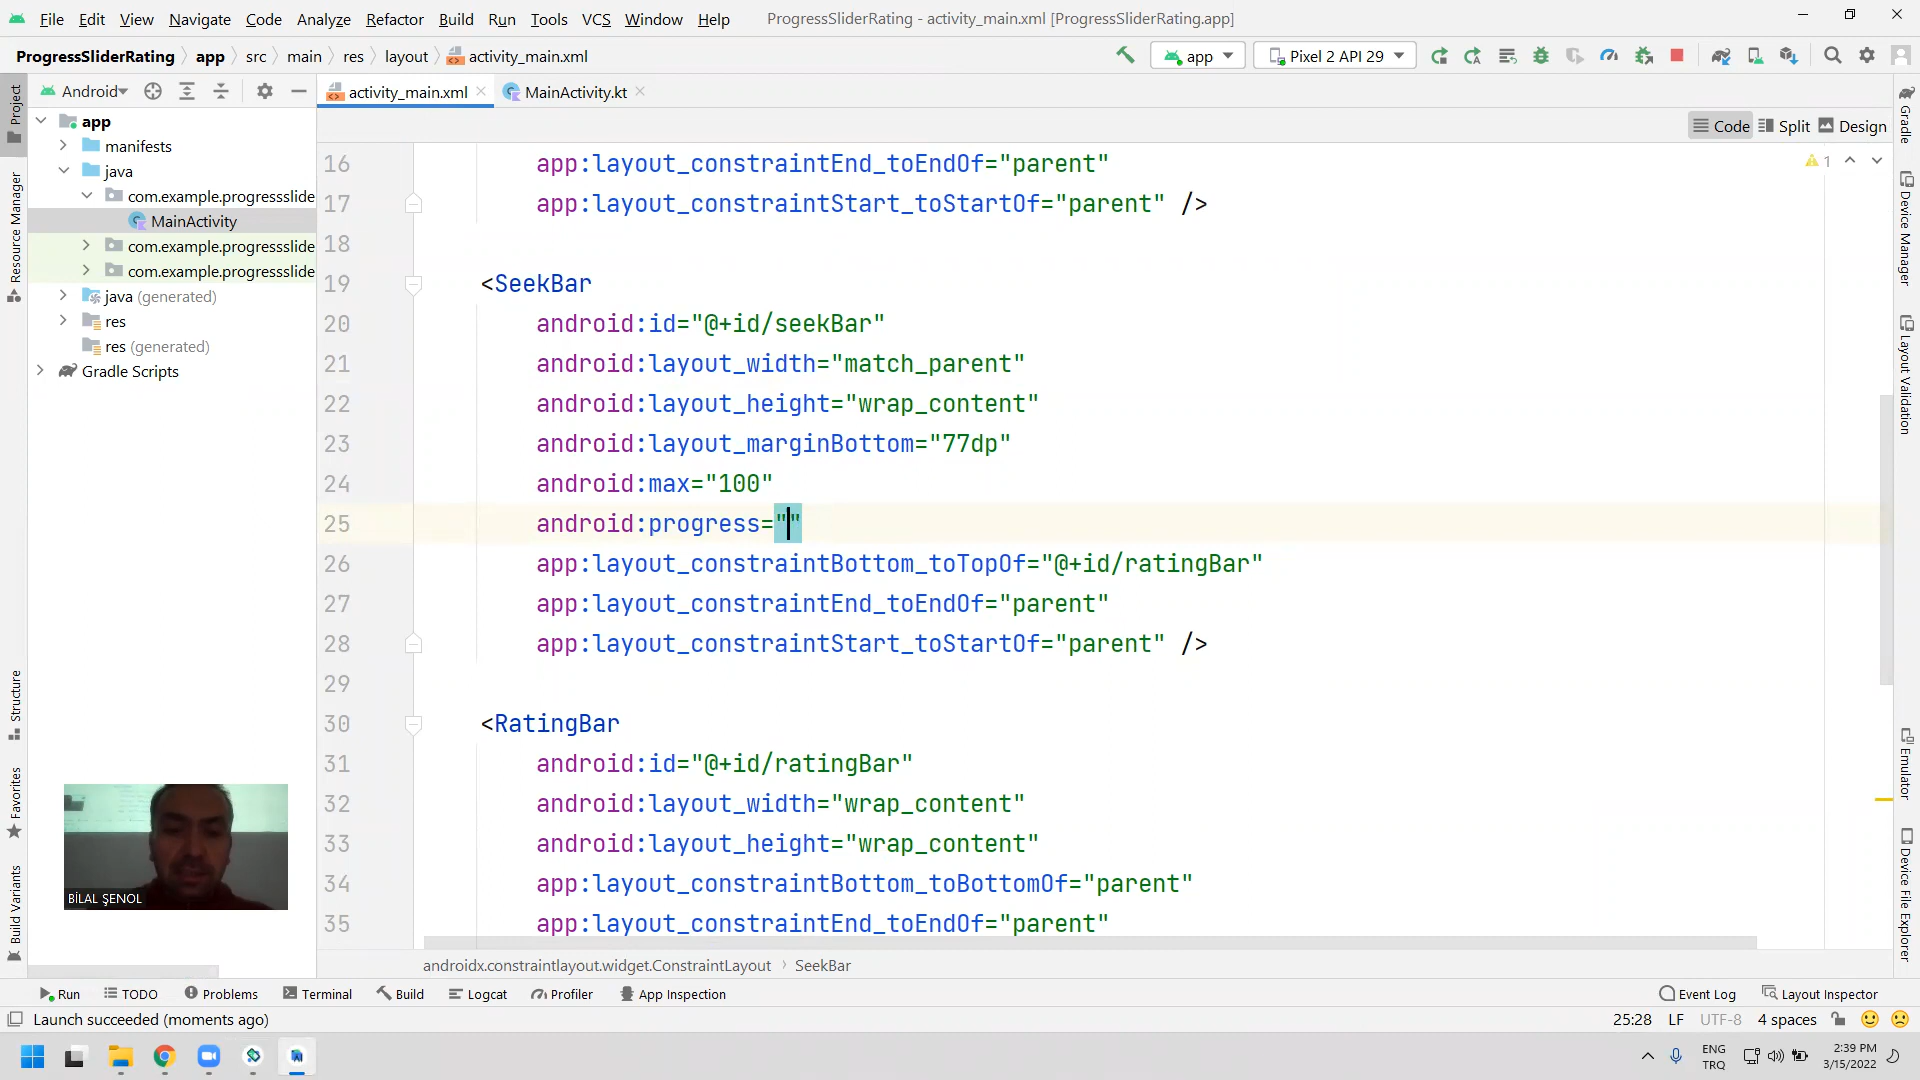 File Edit View Navigate Code Analyze Refactor Build Run Tools VCS Window Help ProgressSliderRating - activity_main.xml [ProgressSliderRating.app]
ProgressSliderRating app src main res layout activity_main.xml app Pixel 2 API 29
Android activity_main.xml MainActivity.kt
Code Split Design
app
manifests
java
com.example.progressslide
MainActivity
com.example.progressslide
com.example.progressslide
java (generated)
res
res (generated)
Gradle Scripts
Project
Resource Manager
Structure
Favorites
Build Variants
16 app:layout_constraintEnd_toEndOf="parent"
17 app:layout_constraintStart_toStartOf="parent" />
18
19 <SeekBar
20 android:id="@+id/seekBar"
21 android:layout_width="match_parent"
22 android:layout_height="wrap_content"
23 android:layout_marginBottom="77dp"
24 android:max="100"
25 android:progress=""
26 app:layout_constraintBottom_toTopOf="@+id/ratingBar"
27 app:layout_constraintEnd_toEndOf="parent"
28 app:layout_constraintStart_toStartOf="parent" />
29
30 <RatingBar
31 android:id="@+id/ratingBar"
32 android:layout_width="wrap_content"
33 android:layout_height="wrap_content"
34 app:layout_constraintBottom_toBottomOf="parent"
35 app:layout_constraintEnd_toEndOf="parent"
1
Gradle
Device Manager
Layout Validation
Emulator
Device File Explorer
BİLAL ŞENOL
androidx.constraintlayout.widget.ConstraintLayout SeekBar
Run TODO Problems Terminal Build Logcat Profiler App Inspection Event Log Layout Inspector
Launch succeeded (moments ago) 25:28 LF UTF-8 4 spaces
ENG
TRQ
2:39 PM
3/15/2022